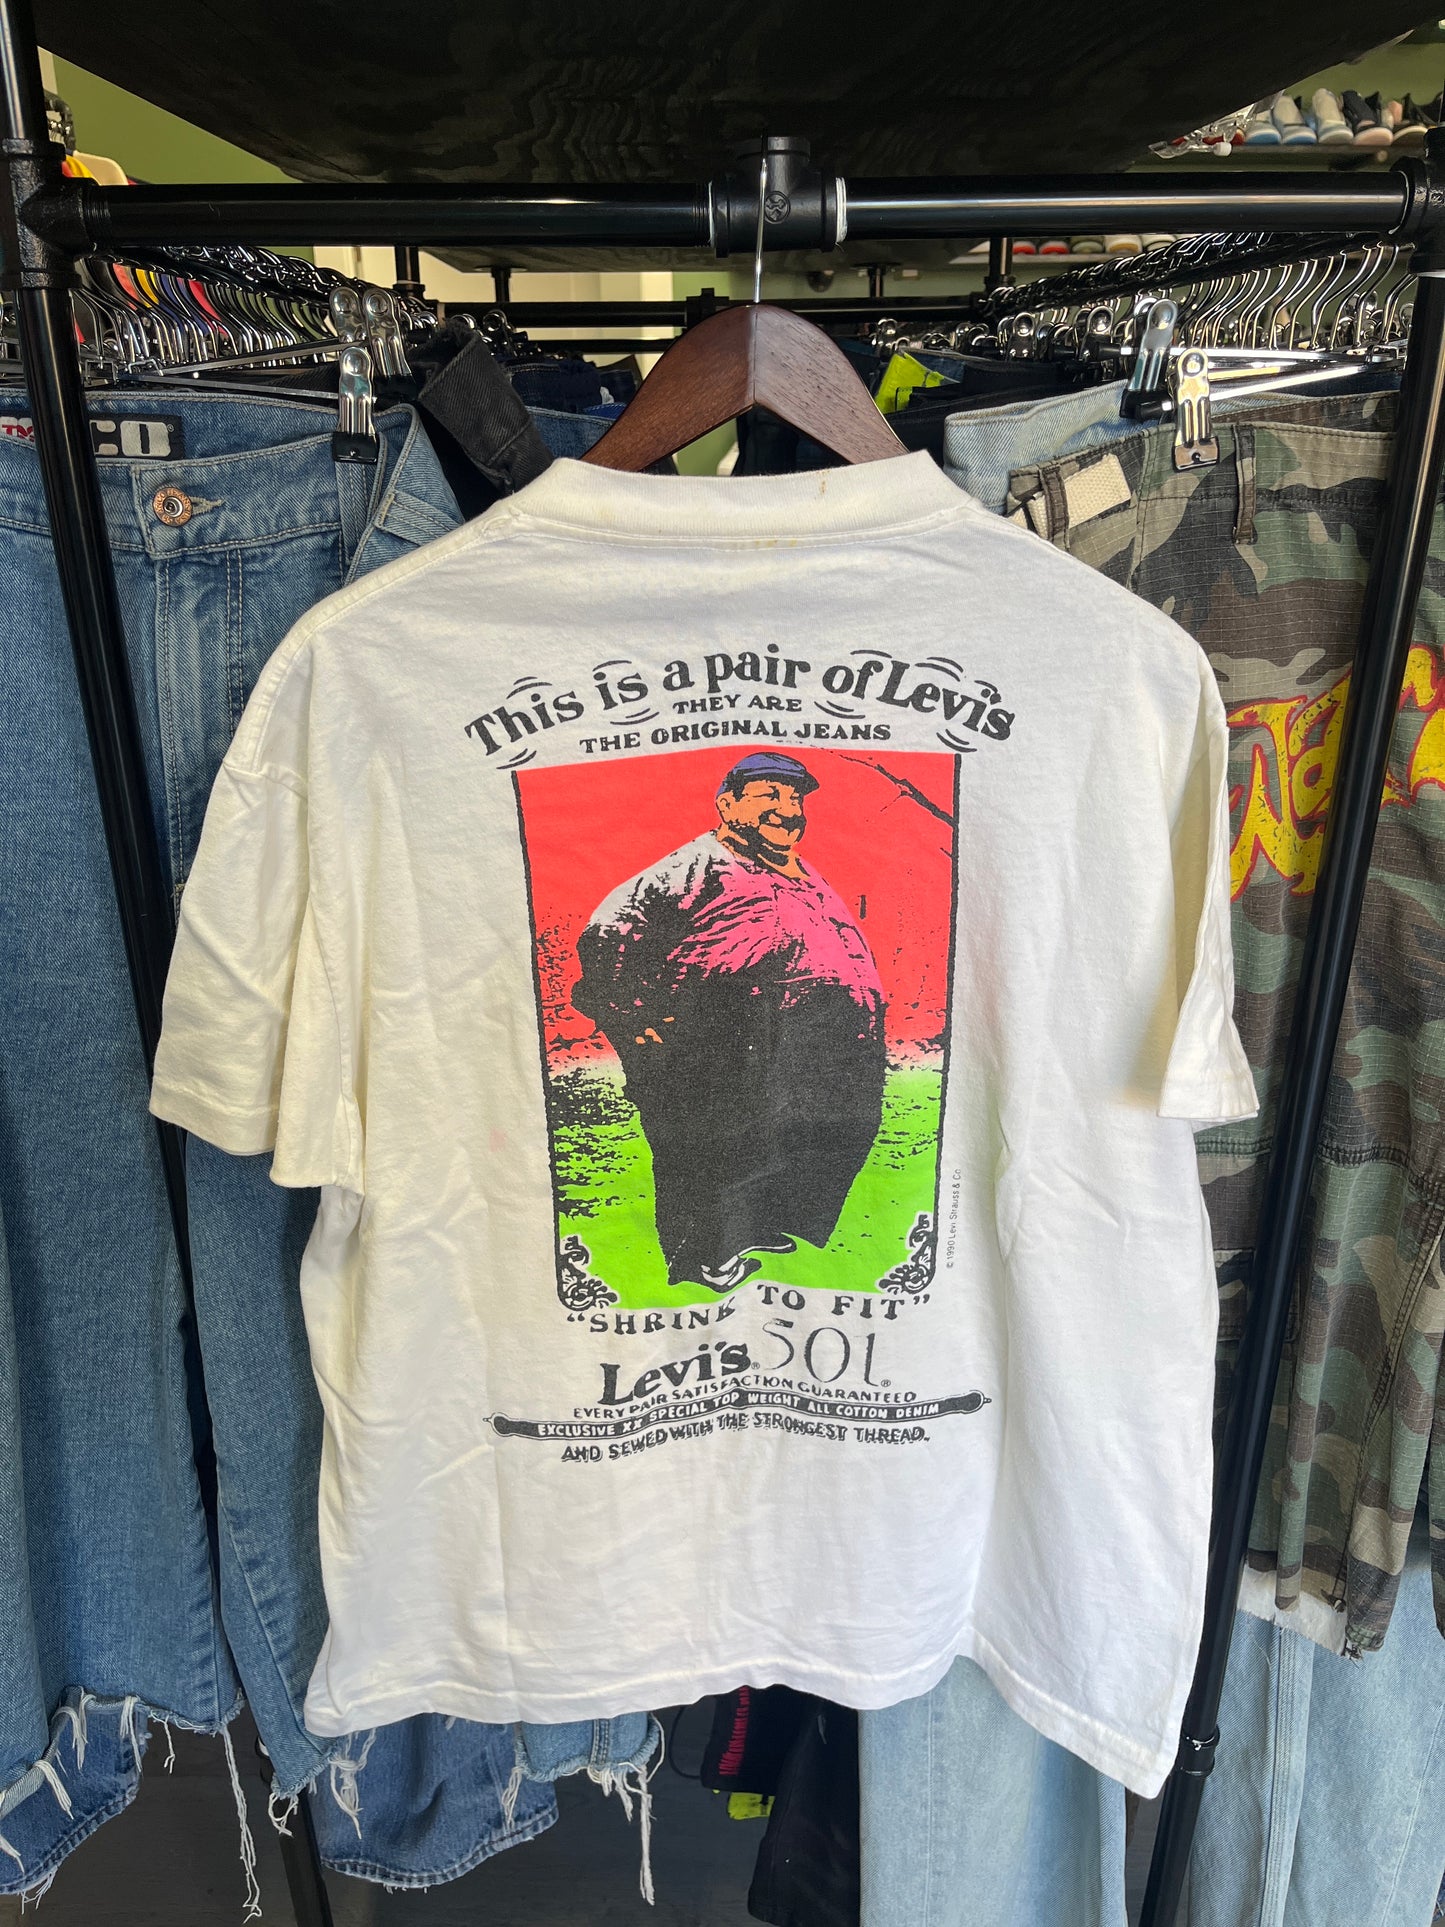 This is a pair of Levi's
THEY ARE
THE ORIGINAL JEANS
© 1990 Levi Strauss & Co
"SHRINK TO FIT"
Levi's® 501®
EVERY PAIR SATISFACTION GUARANTEED
EXCLUSIVE XX SPECIAL TOP WEIGHT ALL COTTON DENIM
AND SEWED WITH THE STRONGEST THREAD.